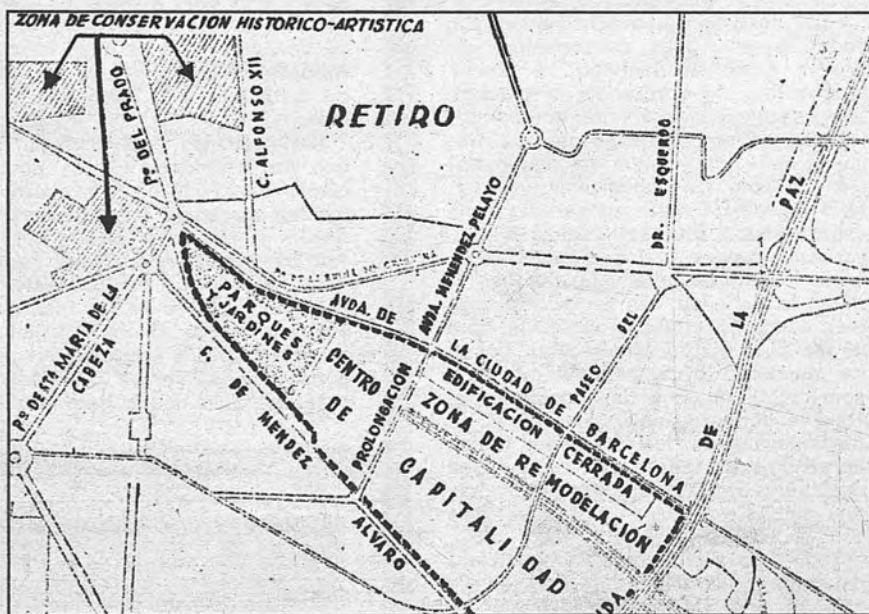 ZONA DE CONSERVACION HISTORICO-ARTISTICA
Pº DEL PRADO
C. ALFONSO XII
RETIRO
ESQUERDO
DR.
PAZ
LA
DE
AVDA. MENENDEZ-PELAYO
Pº DE STA MARIA DE LA
CABEZA
PARQUES
Y JARDINES
AVDA. DE
LA CIUDAD
DE
BARCELONA
PASEO
DEL
G.
DE
MENDEZ
ALVARO
CENTRO
DE
CAPITALIDAD
PROLONGACION
EDIFICACION
CERRADA
ZONA DE REMODELACION